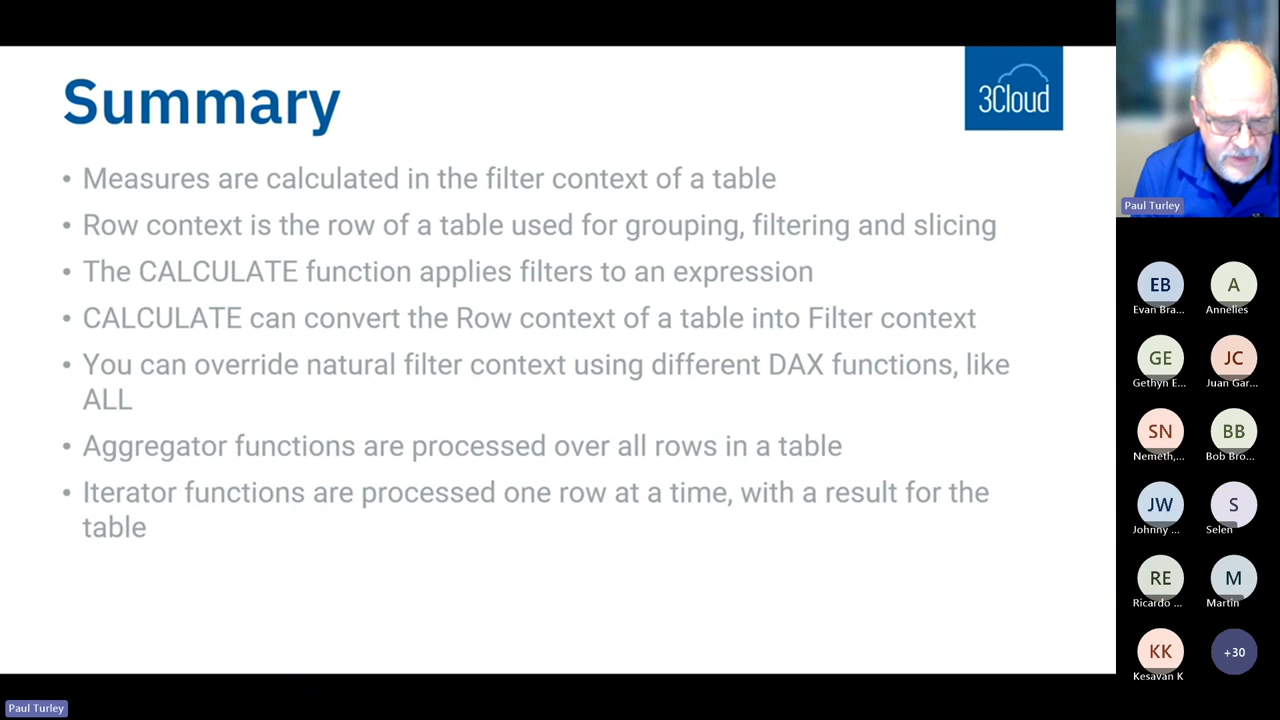 Summary
3Cloud
• Measures are calculated in the filter context of a table
• Row context is the row of a table used for grouping, filtering and slicing
• The CALCULATE function applies filters to an expression
• CALCULATE can convert the Row context of a table into Filter context
• You can override natural filter context using different DAX functions, like
ALL
• Aggregator functions are processed over all rows in a table
• Iterator functions are processed one row at a time, with a result for the
table
Paul Turley
EB
Evan Bra...
A
Annelies
GE
Gethyn E...
JC
Juan Gar...
SN
Nemeth,...
BB
Bob Bro...
JW
Johnny ...
S
Selen
RE
Ricardo ...
M
Martin
KK
Kesavan K
+30
Paul Turley